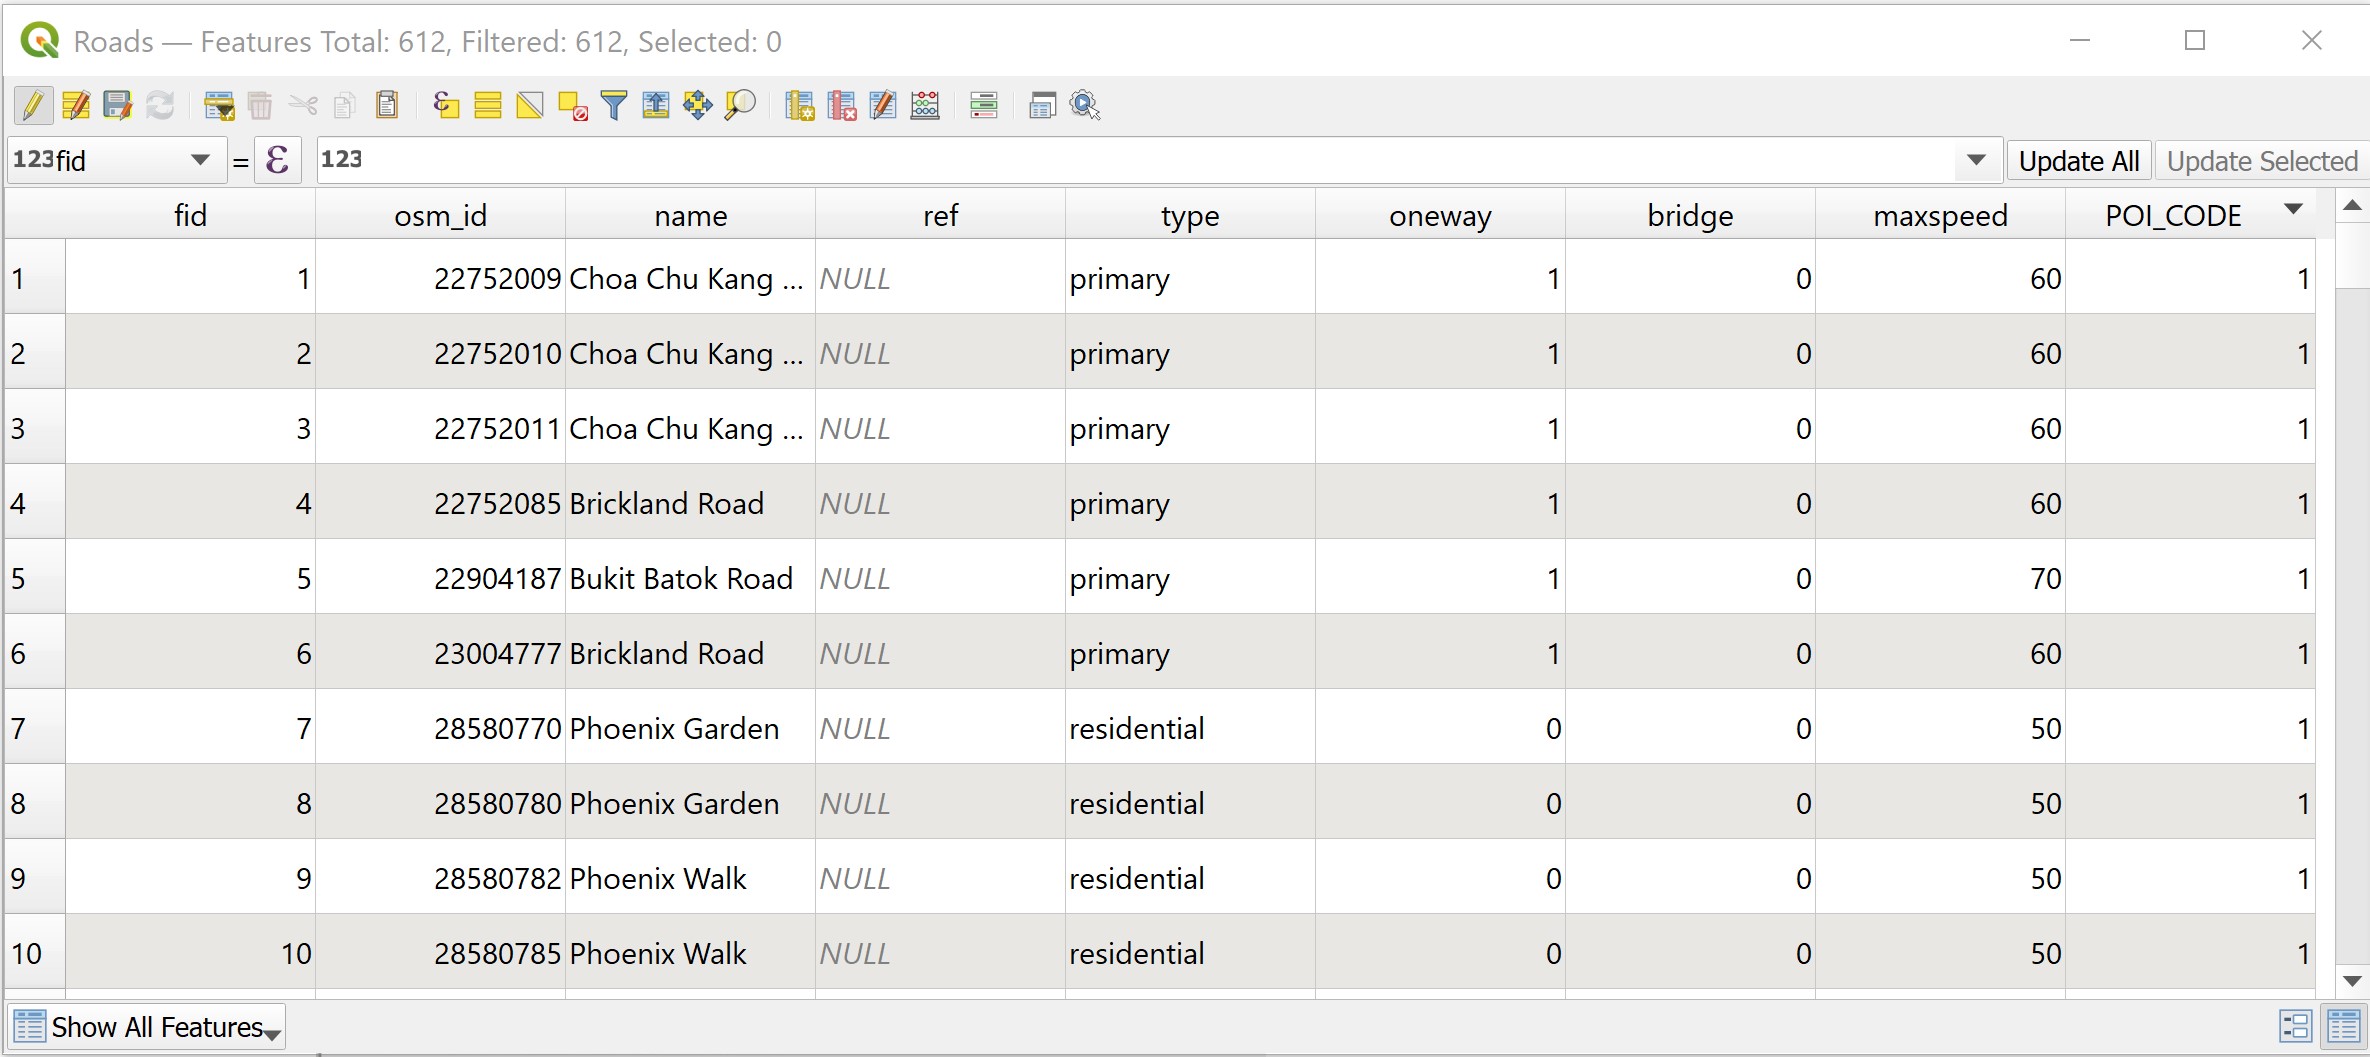 Roads — Features Total: 612, Filtered: 612, Selected: 0
123 fid = ε 123 Update All Update Selected
fid osm_id name ref type oneway bridge maxspeed POI_CODE
1 1 22752009 Choa Chu Kang ... NULL primary 1 0 60 1
2 2 22752010 Choa Chu Kang ... NULL primary 1 0 60 1
3 3 22752011 Choa Chu Kang ... NULL primary 1 0 60 1
4 4 22752085 Brickland Road NULL primary 1 0 60 1
5 5 22904187 Bukit Batok Road NULL primary 1 0 70 1
6 6 23004777 Brickland Road NULL primary 1 0 60 1
7 7 28580770 Phoenix Garden NULL residential 0 0 50 1
8 8 28580780 Phoenix Garden NULL residential 0 0 50 1
9 9 28580782 Phoenix Walk NULL residential 0 0 50 1
10 10 28580785 Phoenix Walk NULL residential 0 0 50 1
Show All Features